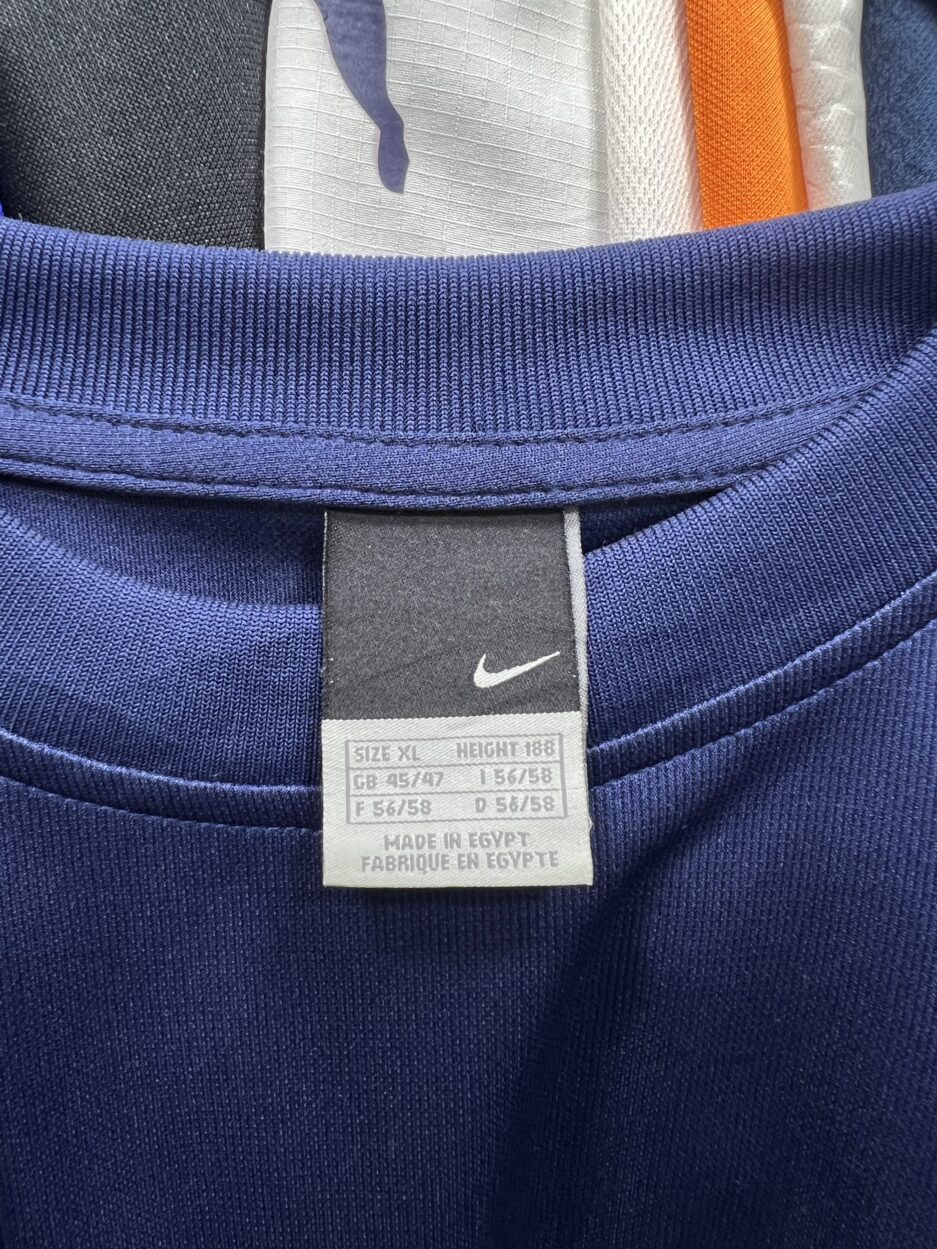 SIZE XL HEIGHT 188
GB 45/47 I 56/58
F 56/58 D 56/58
MADE IN EGYPT
FABRIQUE EN EGYPTE